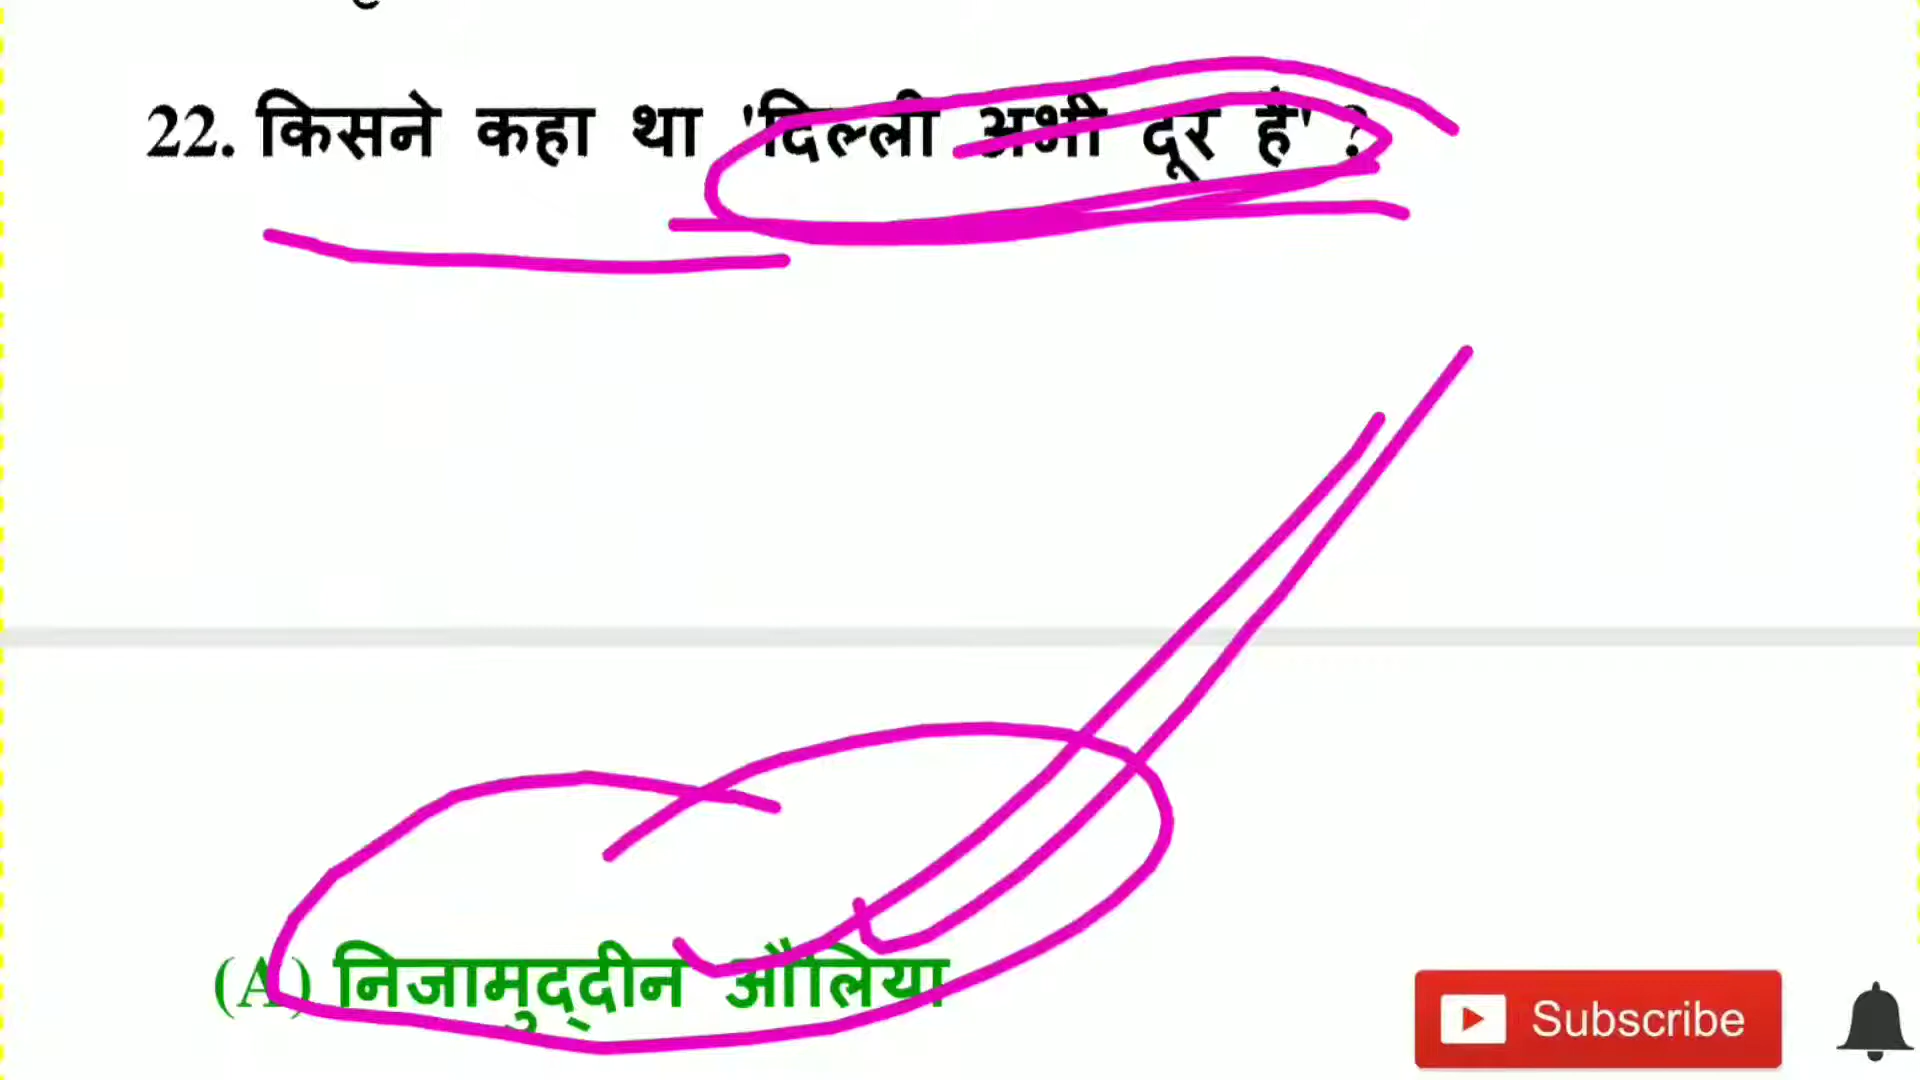 22. किसने कहा था 'दिल्ली अभी दूर है' ?
(A) निजामुद्दीन औलिया
Subscribe